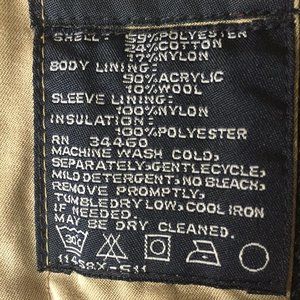 SHELL: 59% POLYESTER
24% COTTON
17% NYLON
BODY LINING:
90% ACRYLIC
10% WOOL
SLEEVE LINING:
100% NYLON
INSULATION:
100% POLYESTER
RN 34460
MACHINE WASH COLD,
SEPARATELY, GENTLE CYCLE,
MILD DETERGENT, NO BLEACH,
REMOVE PROMPTLY,
TUMBLE DRY LOW, COOL IRON
IF NEEDED.
MAY BE DRY CLEANED.
30C